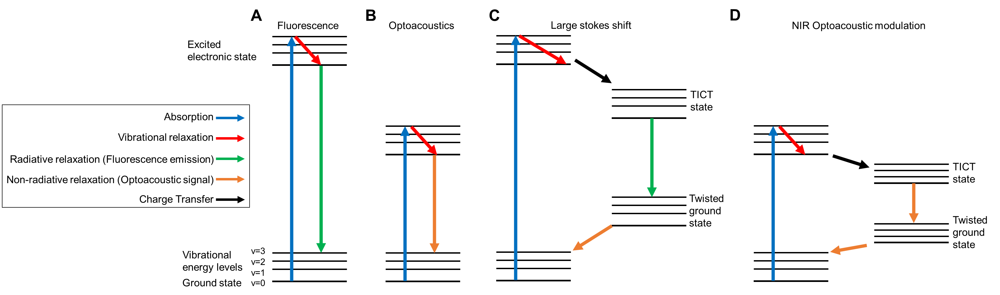 A
Fluorescence
B
Optoacoustics
C
Large stokes shift
D
NIR Optoacoustic modulation
Excited
electronic state
Absorption
Vibrational relaxation
Radiative relaxation (Fluorescence emission)
Non-radiative relaxation (Optoacoustic signal)
Charge Transfer
Vibrational
energy levels
Ground state
v=3
v=2
v=1
v=0
TICT
state
Twisted
ground
state
TICT
state
Twisted
ground
state